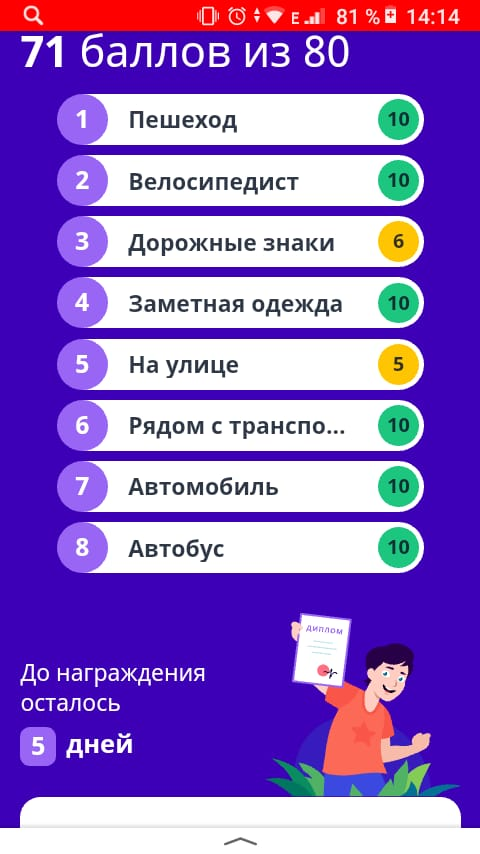 E 81 % 14:14
71 баллов из 80
1 Пешеход 10
2 Велосипедист 10
3 Дорожные знаки 6
4 Заметная одежда 10
5 На улице 5
6 Рядом с транспо... 10
7 Автомобиль 10
8 Автобус 10
ДИПЛОМ
До награждения
осталось
5 дней